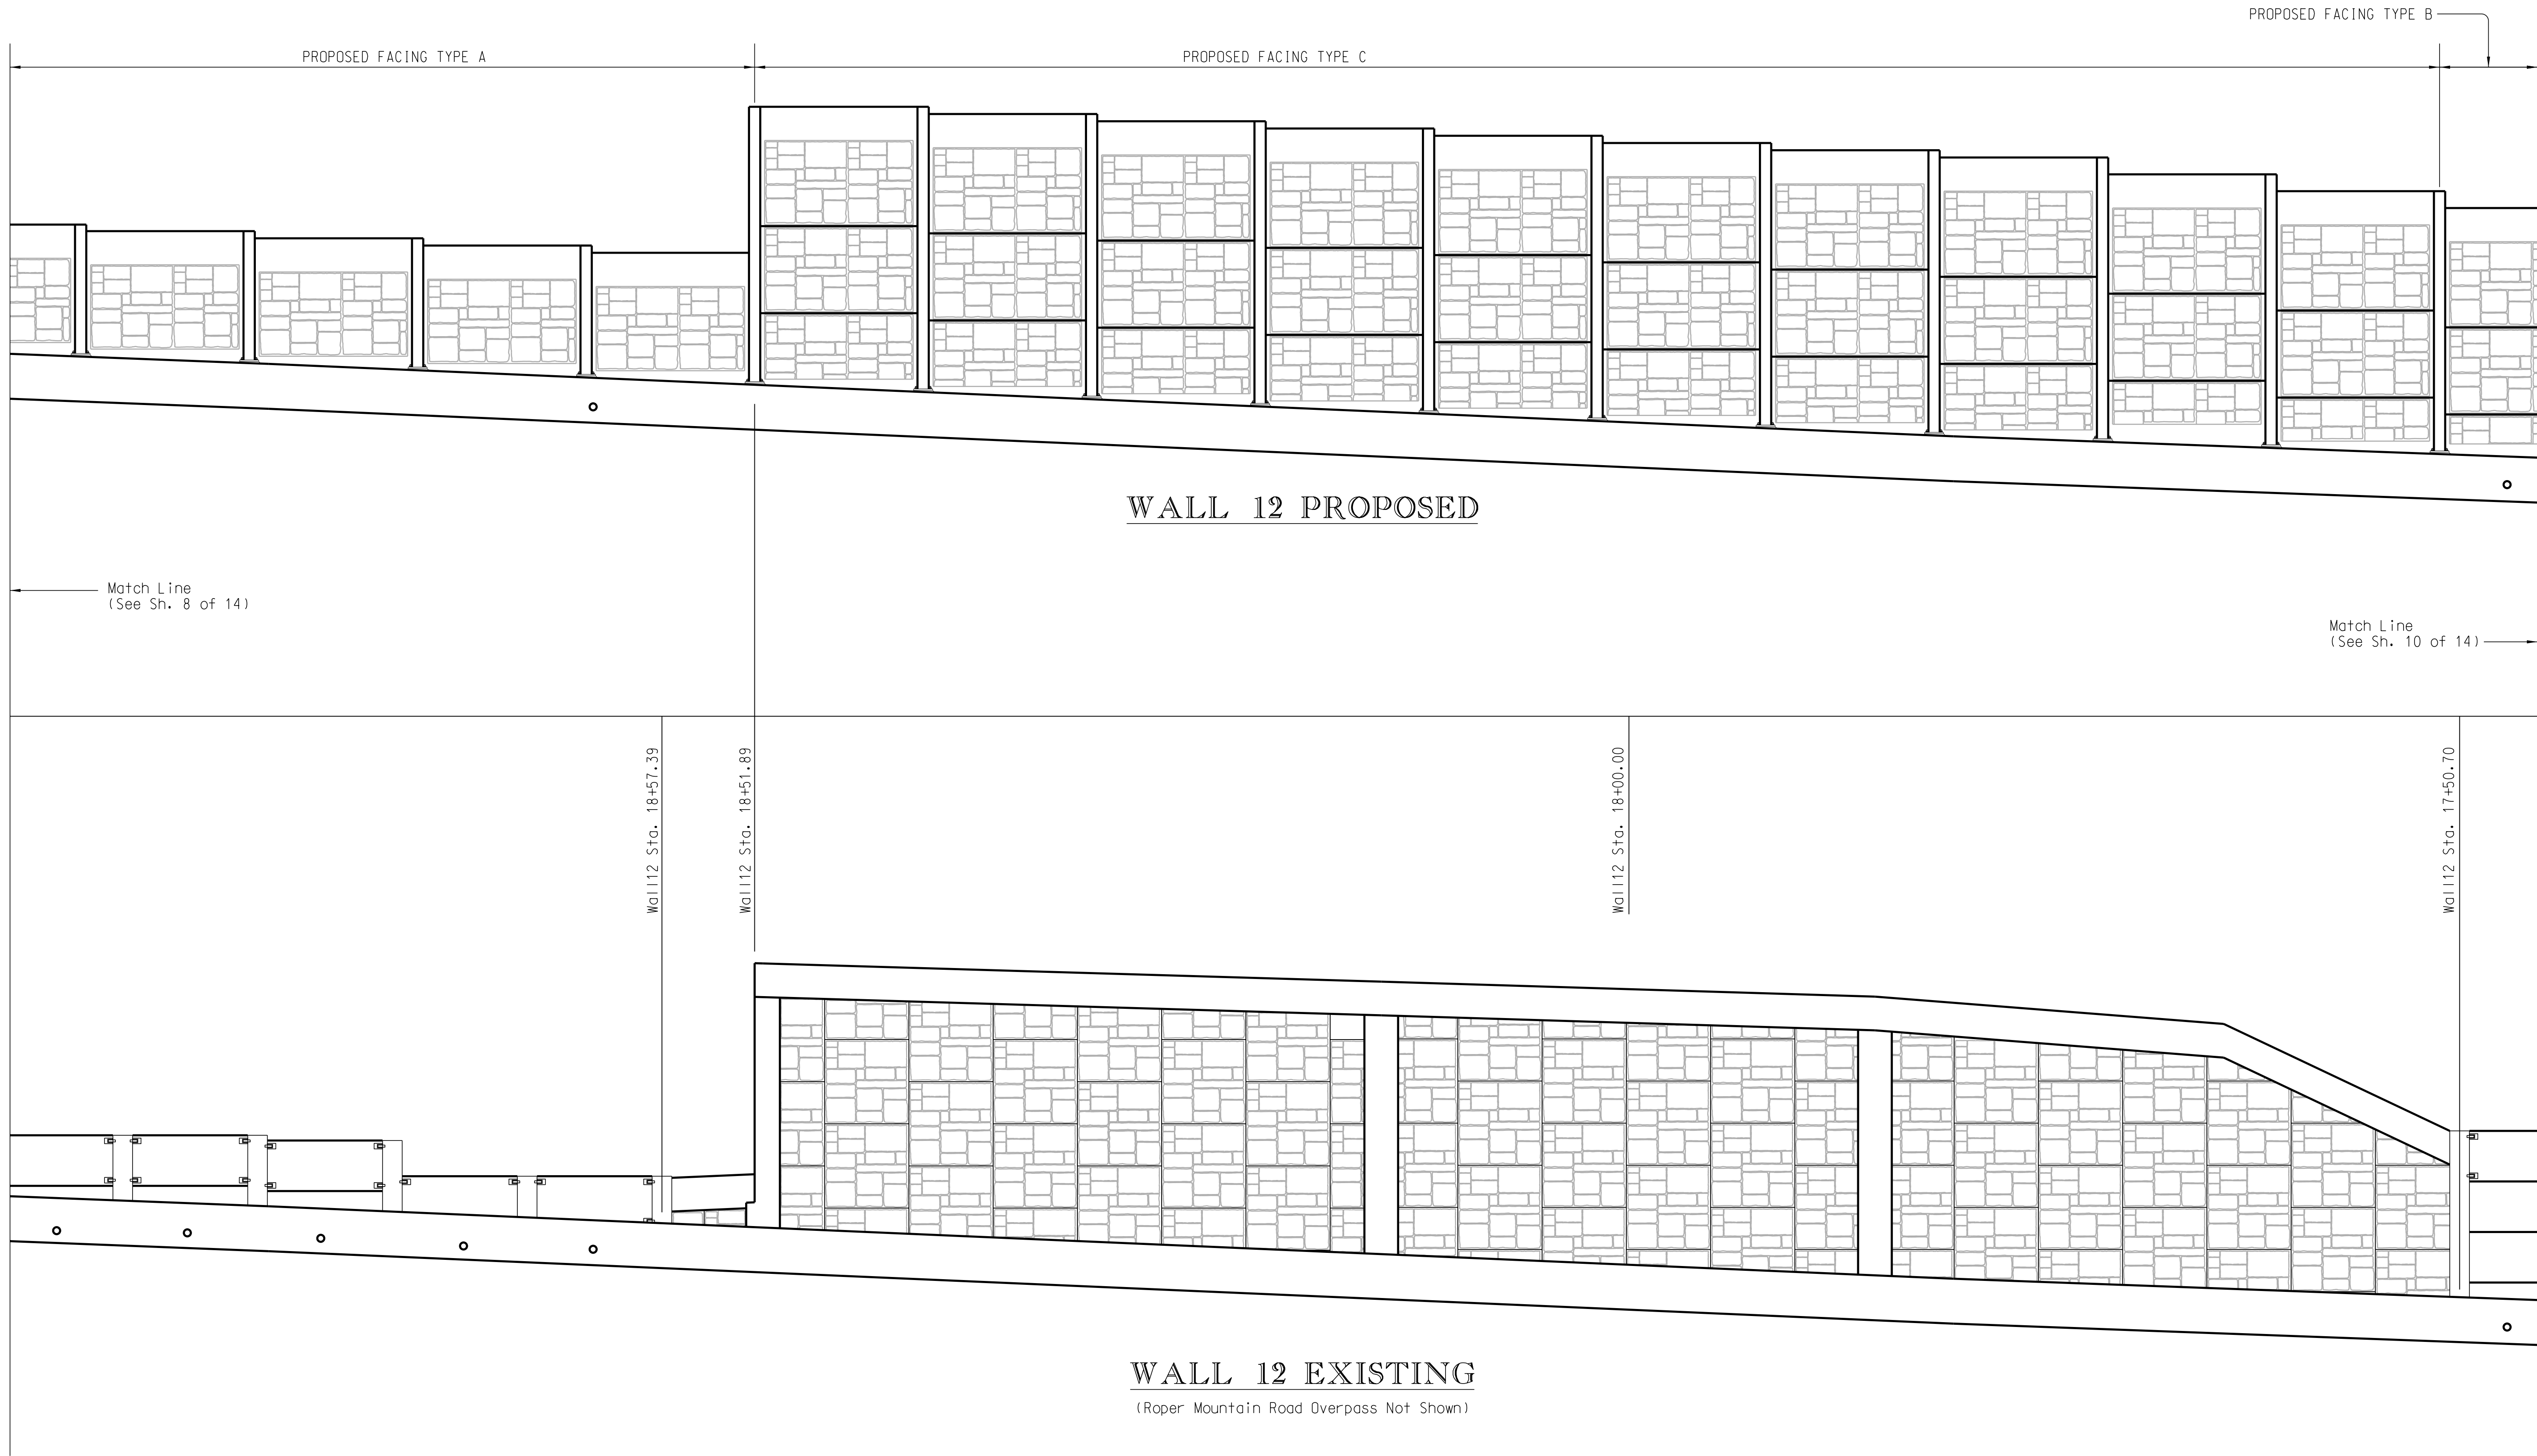 PROPOSED FACING TYPE B
PROPOSED FACING TYPE A
PROPOSED FACING TYPE C
WALL 12 PROPOSED
Match Line
(See Sh. 8 of 14)
Match Line
(See Sh. 10 of 14)
Wall12 Sta. 18+57.39
Wall12 Sta. 18+51.89
Wall12 Sta. 18+00.00
Wall12 Sta. 17+50.70
WALL 12 EXISTING
(Roper Mountain Road Overpass Not Shown)